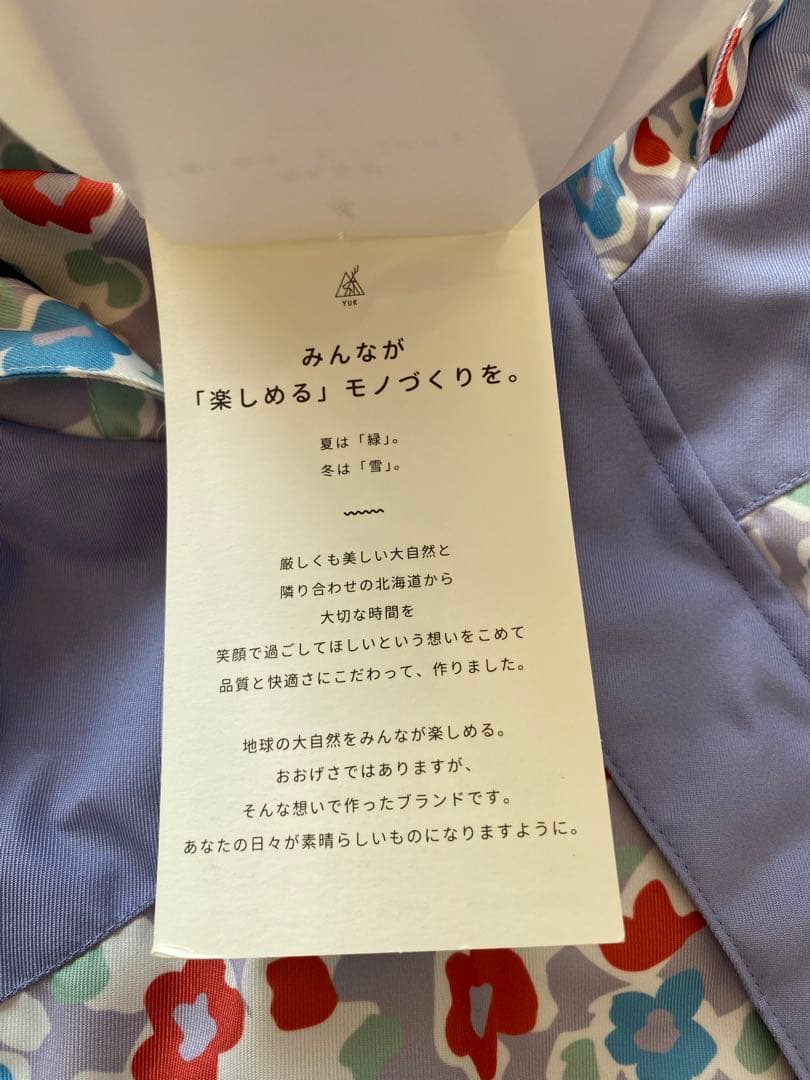 YUK
みんなが
「楽しめる」モノづくりを。
夏は「緑」。
冬は「雪」。
厳しくも美しい大自然と
隣り合わせの北海道から
大切な時間を
笑顔で過ごしてほしいという想いをこめて
品質と快適さにこだわって、作りました。
地球の大自然をみんなが楽しめる。
おおげさではありますが、
そんな想いで作ったブランドです。
あなたの日々が素晴らしいものになりますように。